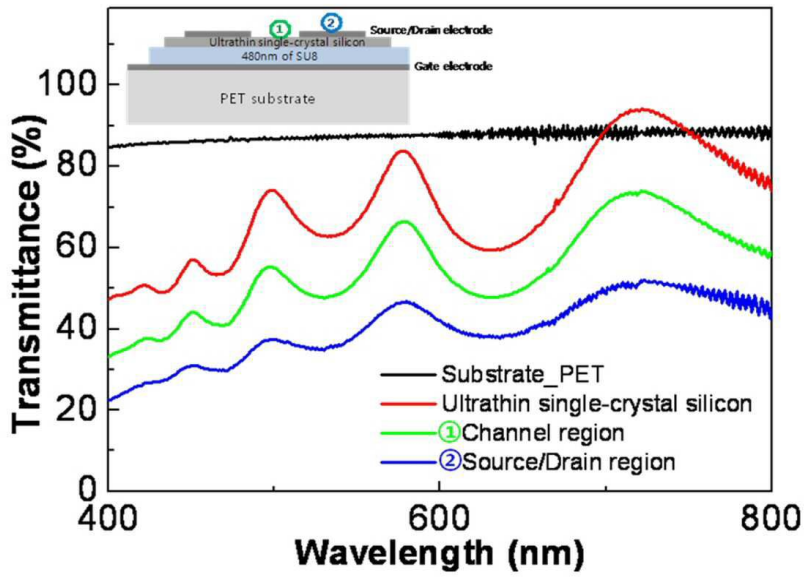 ① ②
Source/Drain electrode
Ultrathin single-crystal silicon
480nm of SU8
Gate electrode
PET substrate
Transmittance (%)
100
80
60
40
20
0
Substrate_PET
Ultrathin single-crystal silicon
①Channel region
②Source/Drain region
400 600 800
Wavelength (nm)